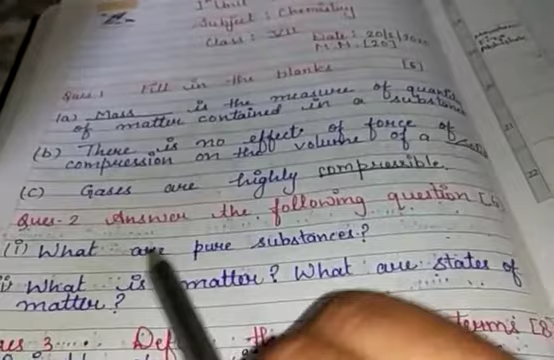 Unit
Subject : Chemistry
Class :
M.M. [20]
Ques 1 Fill in the blanks [6]
(a) Mass is the measure of quantity
of matter contained in a substance
(b) There is no effect of force of
compression on the volume of a
(c) Gases are highly compressible.
Ques-2 Answer the following question [6]
(i) What are pure substances?
What is matter? What are states of
matter?
3. Def